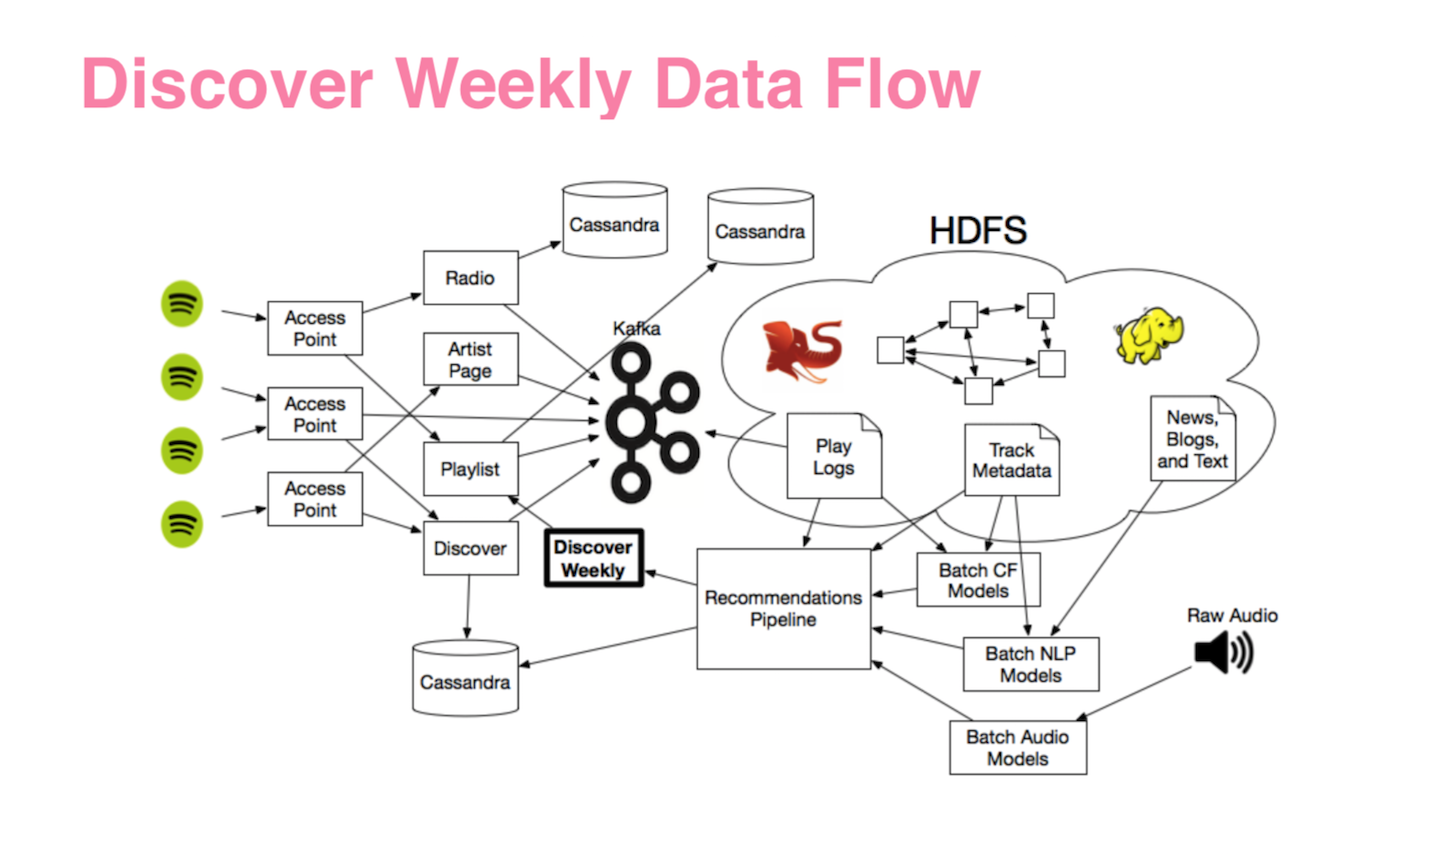 Discover Weekly Data Flow
Cassandra
Cassandra
HDFS
Radio
Access
Point
Kafka
Artist
Page
Access
Point
Playlist
Access
Point
Discover
Discover
Weekly
Cassandra
Play
Logs
Track
Metadata
News,
Blogs,
and Text
Recommendations
Pipeline
Batch CF
Models
Batch NLP
Models
Raw Audio
Batch Audio
Models